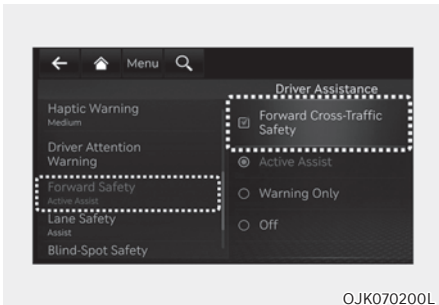 Menu
Driver Assistance
Haptic Warning
Medium
Driver Attention
Warning
Forward Safety
Active Assist
Lane Safety
Assist
Blind-Spot Safety
Forward Cross-Traffic
Safety
Active Assist
Warning Only
Off
OJK070200L